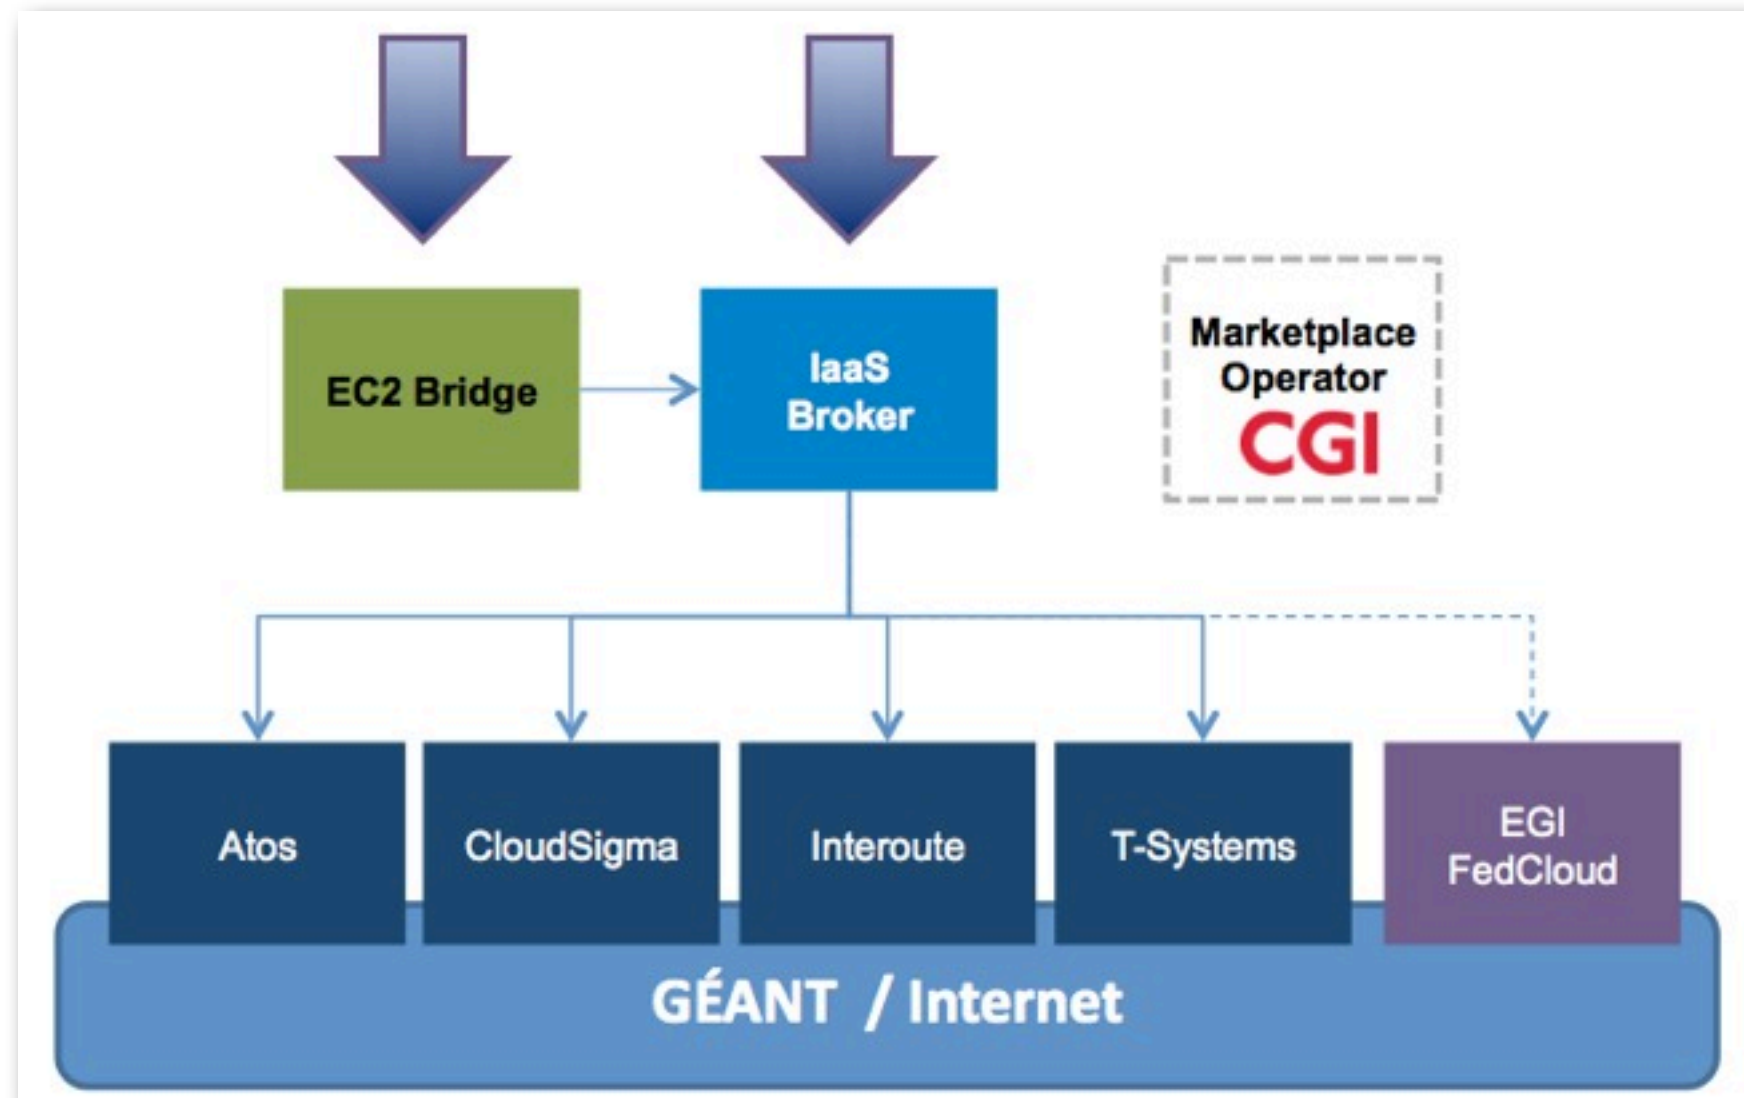 EC2 Bridge
IaaS
Broker
Marketplace
Operator
CGI
Atos
CloudSigma
Interoute
T-Systems
EGI
FedCloud
GÉANT / Internet